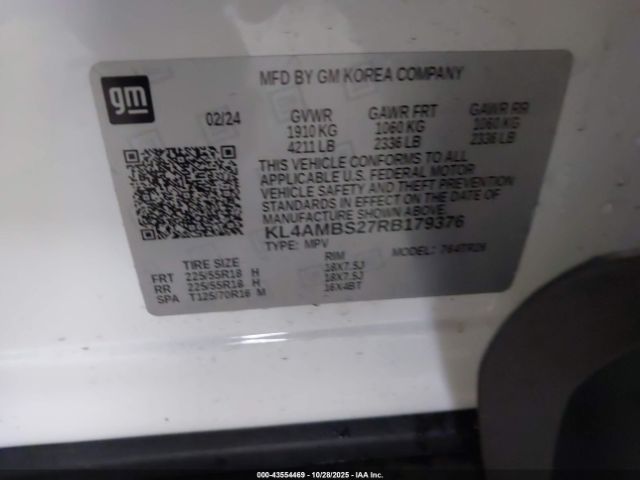 MFD BY GM KOREA COMPANY
gm
02/24 GVWR GAWR FRT GAWR RR
1910 KG 1060 KG 1060 KG
4211 LB 2336 LB 2336 LB
THIS VEHICLE CONFORMS TO ALL
APPLICABLE U.S. FEDERAL MOTOR
VEHICLE SAFETY AND THEFT PREVENTION
STANDARDS IN EFFECT ON THE DATE OF
MANUFACTURE SHOWN ABOVE.
KL4AMBS27RB179376
TYPE: MPV MODEL:
TIRE SIZE RIM
FRT 225/55R18 H 18X7.5J
RR 225/55R18 H 18X7.5J
SPA T125/70R16 M 16X4BT
000-43554469 10/28/2025 IAA Inc.